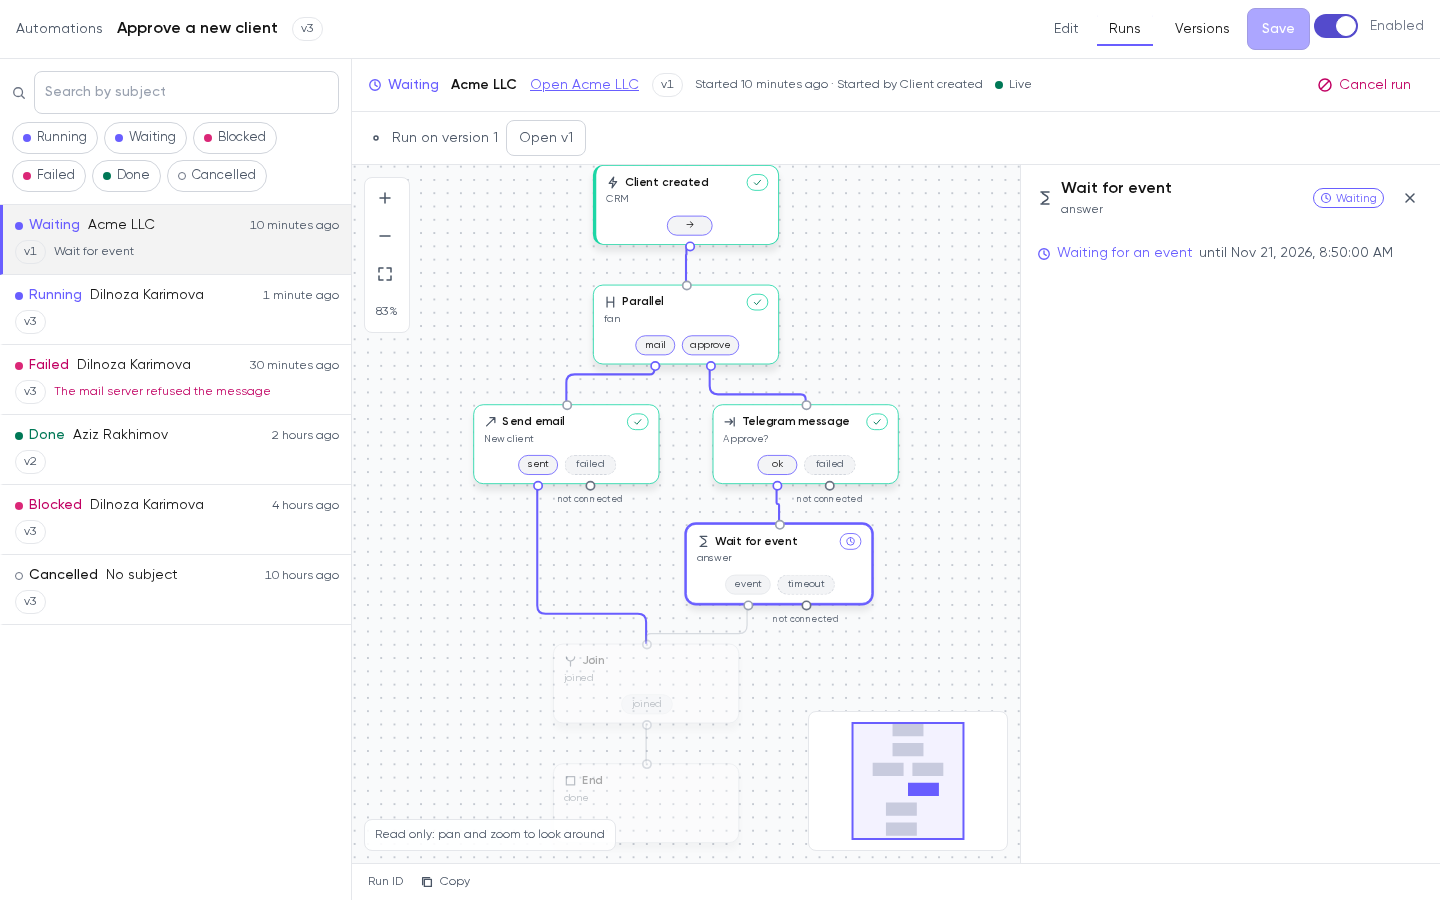 Automations Approve a new client v3 Edit Runs Versions Save Enabled
Search by subject
Running Waiting Blocked
Failed Done Cancelled
Waiting Acme LLC 10 minutes ago
v1 Wait for event
Running Dilnoza Karimova 1 minute ago
v3
Failed Dilnoza Karimova 30 minutes ago
v3 The mail server refused the message
Done Aziz Rakhimov 2 hours ago
v2
Blocked Dilnoza Karimova 4 hours ago
v3
Cancelled No subject 10 hours ago
v3
Waiting Acme LLC Open Acme LLC v1 Started 10 minutes ago · Started by Client created Live Cancel run
Run on version 1 Open v1
83%
Client created
CRM
Parallel
fan
mail approve
Send email
New client
sent failed
not connected
Telegram message
Approve?
ok failed
not connected
Wait for event
answer
event timeout
not connected
Join
joined
joined
End
done
Read only: pan and zoom to look around
Wait for event
answer
Waiting
Waiting for an event until Nov 21, 2026, 8:50:00 AM
Run ID Copy